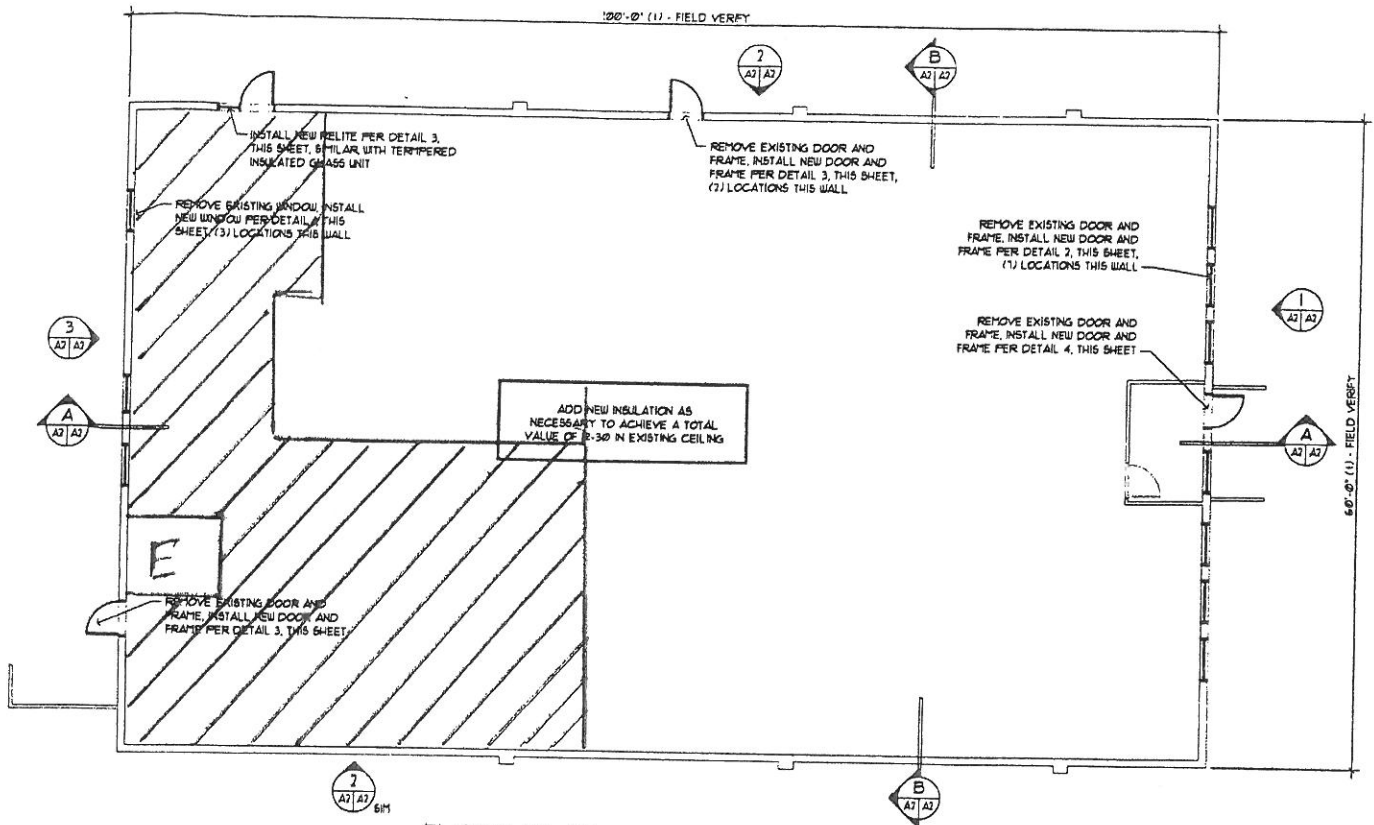 100'-0" (±) - FIELD VERIFY
2
A2 A2
B
A2 A2
INSTALL NEW RELITE PER DETAIL 3,
THIS SHEET, SIMILAR, WITH TERMPERED
INSULATED GLASS UNIT
REMOVE EXISTING DOOR AND
FRAME, INSTALL NEW DOOR AND
FRAME PER DETAIL 3, THIS SHEET,
(2) LOCATIONS THIS WALL
REMOVE EXISTING WINDOW, INSTALL
NEW WINDOW PER DETAIL THIS
SHEET, (3) LOCATIONS THIS WALL
REMOVE EXISTING DOOR AND
FRAME, INSTALL NEW DOOR AND
FRAME PER DETAIL 2, THIS SHEET,
(7) LOCATIONS THIS WALL
1
A2 A2
3
A2 A2
REMOVE EXISTING DOOR AND
FRAME, INSTALL NEW DOOR AND
FRAME PER DETAIL 4, THIS SHEET
ADD NEW INSULATION AS
NECESSARY TO ACHIEVE A TOTAL
VALUE OF R-30 IN EXISTING CEILING
A
A2 A2
A
A2 A2
60'-0" (±) - FIELD VERIFY
E
REMOVE EXISTING DOOR AND
FRAME, INSTALL NEW DOOR AND
FRAME PER DETAIL 3, THIS SHEET
2
A2 A2
SIM
B
A2 A2